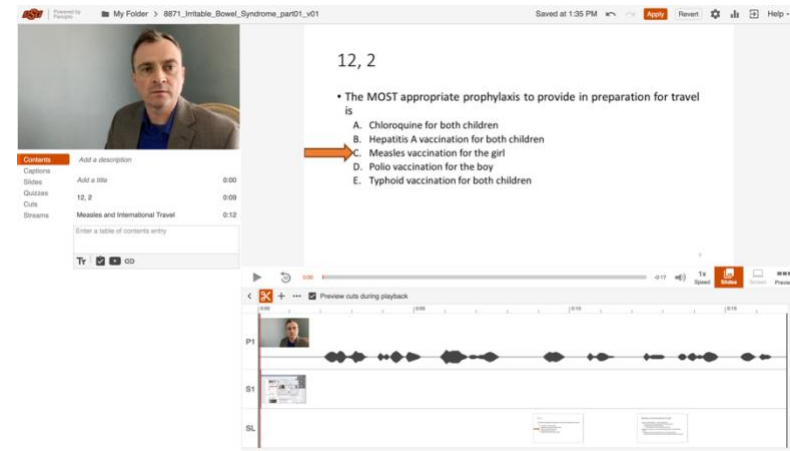 OSU
Powered by
Panopto
My Folder > 8871_Irritable_Bowel_Syndrome_part01_v01
Saved at 1:35 PM
Apply
Revert
Help
12, 2
• The MOST appropriate prophylaxis to provide in preparation for travel
is
A. Chloroquine for both children
B. Hepatitis A vaccination for both children
C. Measles vaccination for the girl
D. Polio vaccination for the boy
E. Typhoid vaccination for both children
Contents
Captions
Slides
Quizzes
Cuts
Streams
Add a description
Add a title 0:00
12, 2 0:09
Measles and International Travel 0:12
Enter a table of contents entry
0:00
-0:17
1x
Speed
Slides
Screen
Preview cuts during playback
0:00
P1
S1
SL